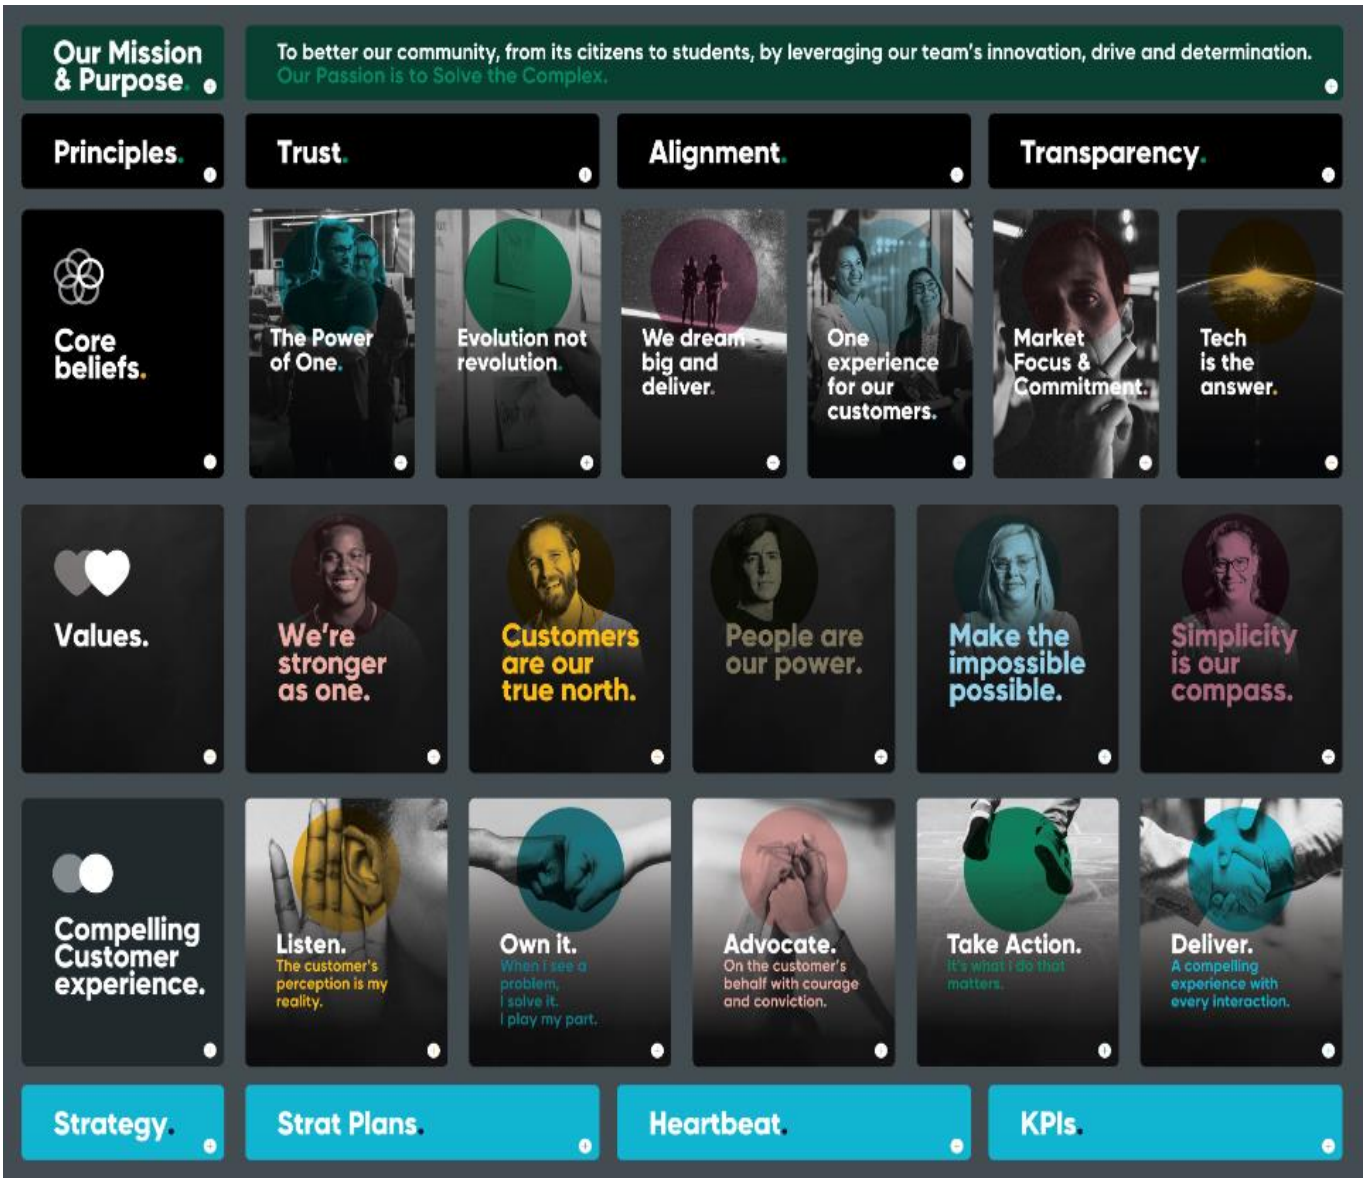 Our Mission
& Purpose.
To better our community, from its citizens to students, by leveraging our team's innovation, drive and determination.
Our Passion is to Solve the Complex.
Principles.
Trust.
Alignment.
Transparency.
Core
beliefs.
The Power
of One.
Evolution not
revolution.
We dream
big and
deliver.
One
experience
for our
customers.
Market
Focus &
Commitment.
Tech
is the
answer.
Values.
We're
stronger
as one.
Customers
are our
true north.
People are
our power.
Make the
impossible
possible.
Simplicity
is our
compass.
Compelling
Customer
experience.
Listen.
The customer's
perception is my
reality.
Own it.
When i see a
problem,
I solve it.
I play my part.
Advocate.
On the customer's
behalf with courage
and conviction.
Take Action.
It's what I do that
matters.
Deliver.
A compelling
experience with
every interaction.
Strategy.
Strat Plans.
Heartbeat.
KPIs.